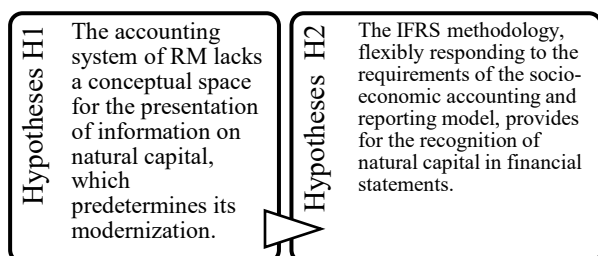 Hypotheses H1
The accounting
system of RM lacks
a conceptual space
for the presentation
of information on
natural capital,
which
predetermines its
modernization.
Hypotheses H2
The IFRS methodology,
flexibly responding to the
requirements of the socio-
economic accounting and
reporting model, provides
for the recognition of
natural capital in financial
statements.